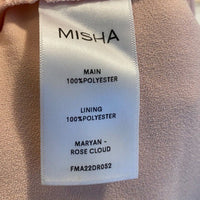 MISHA
MAIN
100%POLYESTER
LINING
100%POLYESTER
MARYAN -
ROSE CLOUD
FMA22DR052